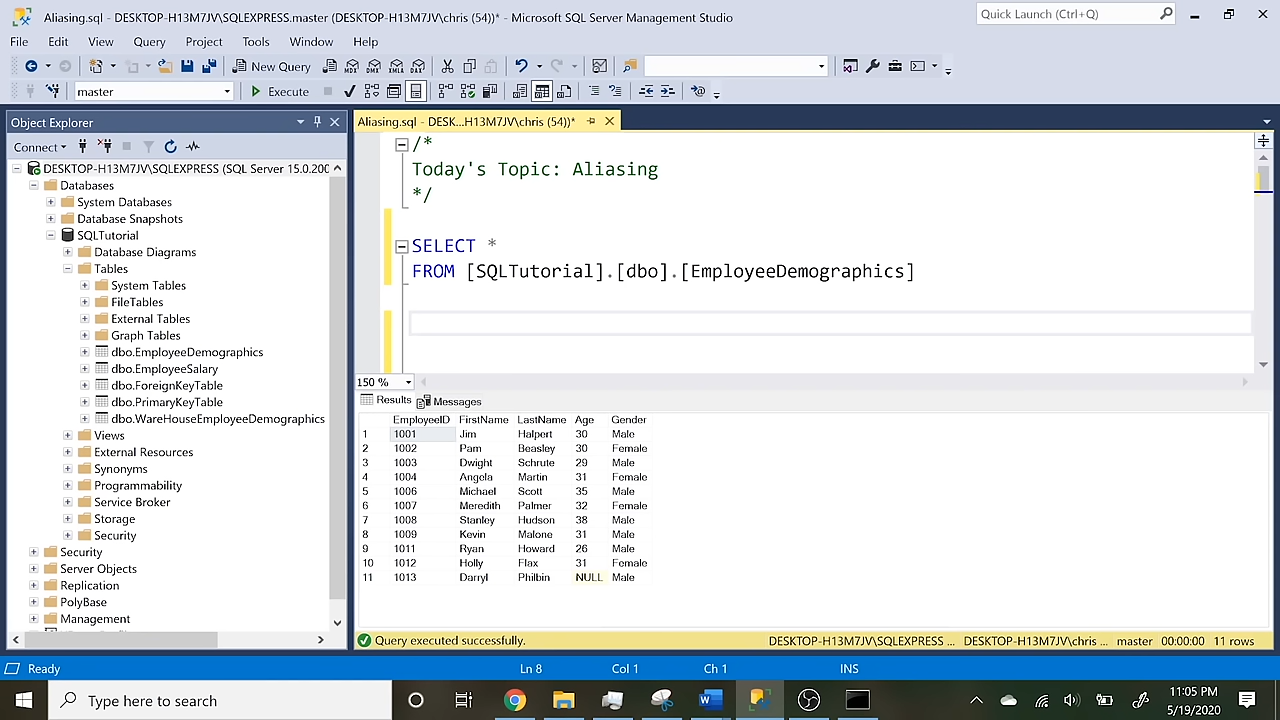 Aliasing.sql - DESKTOP-H13M7JV\SQLEXPRESS.master (DESKTOP-H13M7JV\chris (54))* - Microsoft SQL Server Management Studio
Quick Launch (Ctrl+Q)
File Edit View Query Project Tools Window Help
New Query MDX DMX XMLA DAX
master Execute
Object Explorer
Aliasing.sql - DESK...H13M7JV\chris (54))*
Connect
DESKTOP-H13M7JV\SQLEXPRESS (SQL Server 15.0.200
Databases
System Databases
Database Snapshots
SQLTutorial
Database Diagrams
Tables
System Tables
FileTables
External Tables
Graph Tables
dbo.EmployeeDemographics
dbo.EmployeeSalary
dbo.ForeignKeyTable
dbo.PrimaryKeyTable
dbo.WareHouseEmployeeDemographics
Views
External Resources
Synonyms
Programmability
Service Broker
Storage
Security
Security
Server Objects
Replication
PolyBase
Management
/*
Today's Topic: Aliasing
*/
SELECT *
FROM [SQLTutorial].[dbo].[EmployeeDemographics]
150 %
Results Messages
EmployeeID FirstName LastName Age Gender
1 1001 Jim Halpert 30 Male
2 1002 Pam Beasley 30 Female
3 1003 Dwight Schrute 29 Male
4 1004 Angela Martin 31 Female
5 1006 Michael Scott 35 Male
6 1007 Meredith Palmer 32 Female
7 1008 Stanley Hudson 38 Male
8 1009 Kevin Malone 31 Male
9 1011 Ryan Howard 26 Male
10 1012 Holly Flax 31 Female
11 1013 Darryl Philbin NULL Male
Query executed successfully.
DESKTOP-H13M7JV\SQLEXPRESS ... DESKTOP-H13M7JV\chris ... master 00:00:00 11 rows
Ready Ln 8 Col 1 Ch 1 INS
Type here to search
11:05 PM
5/19/2020